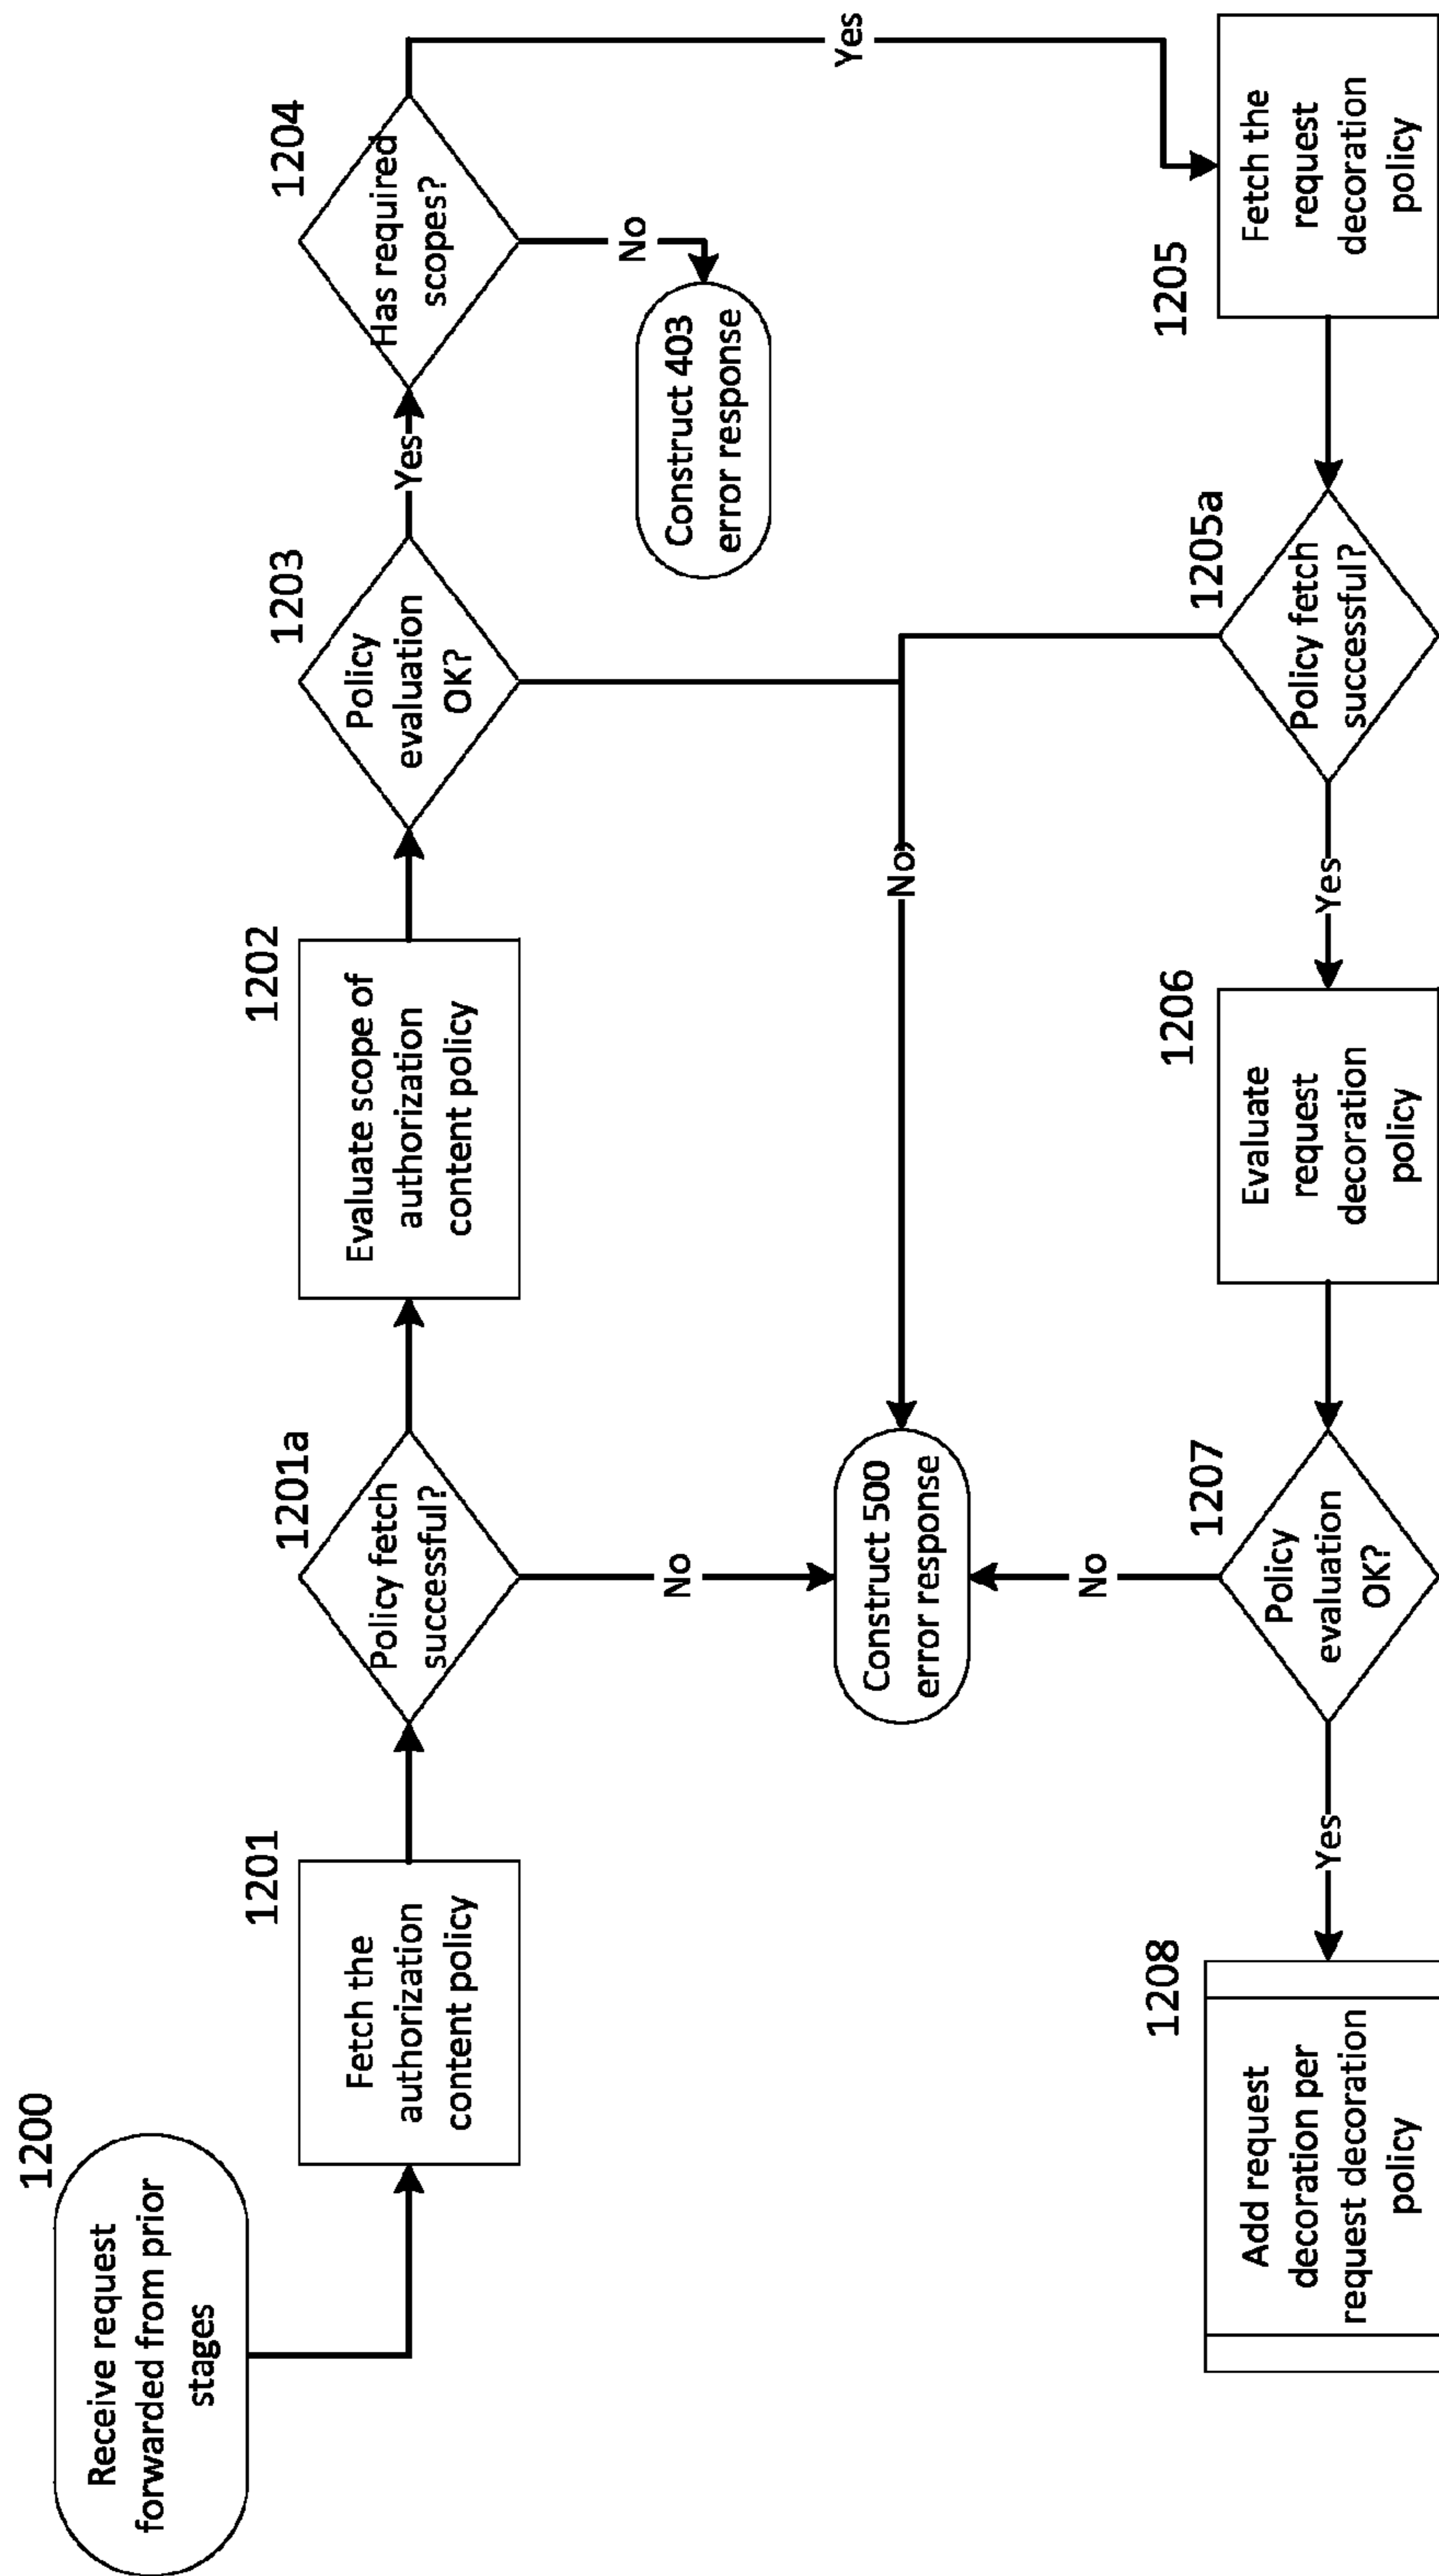 1200
Receive request
forwarded from prior
stages
1201
Fetch the
authorization
content policy
1201a
Policy fetch
successful?
No
1202
Evaluate scope of
authorization
content policy
1203
Policy
evaluation
OK?
Yes
1204
Has required
scopes?
No
Construct 403
error response
Yes
No
Construct 500
error response
1205
Fetch the
request
decoration
policy
1205a
Policy fetch
successful?
Yes
1206
Evaluate
request
decoration
policy
1207
Policy
evaluation
OK?
No
Yes
1208
Add request
decoration per
request decoration
policy